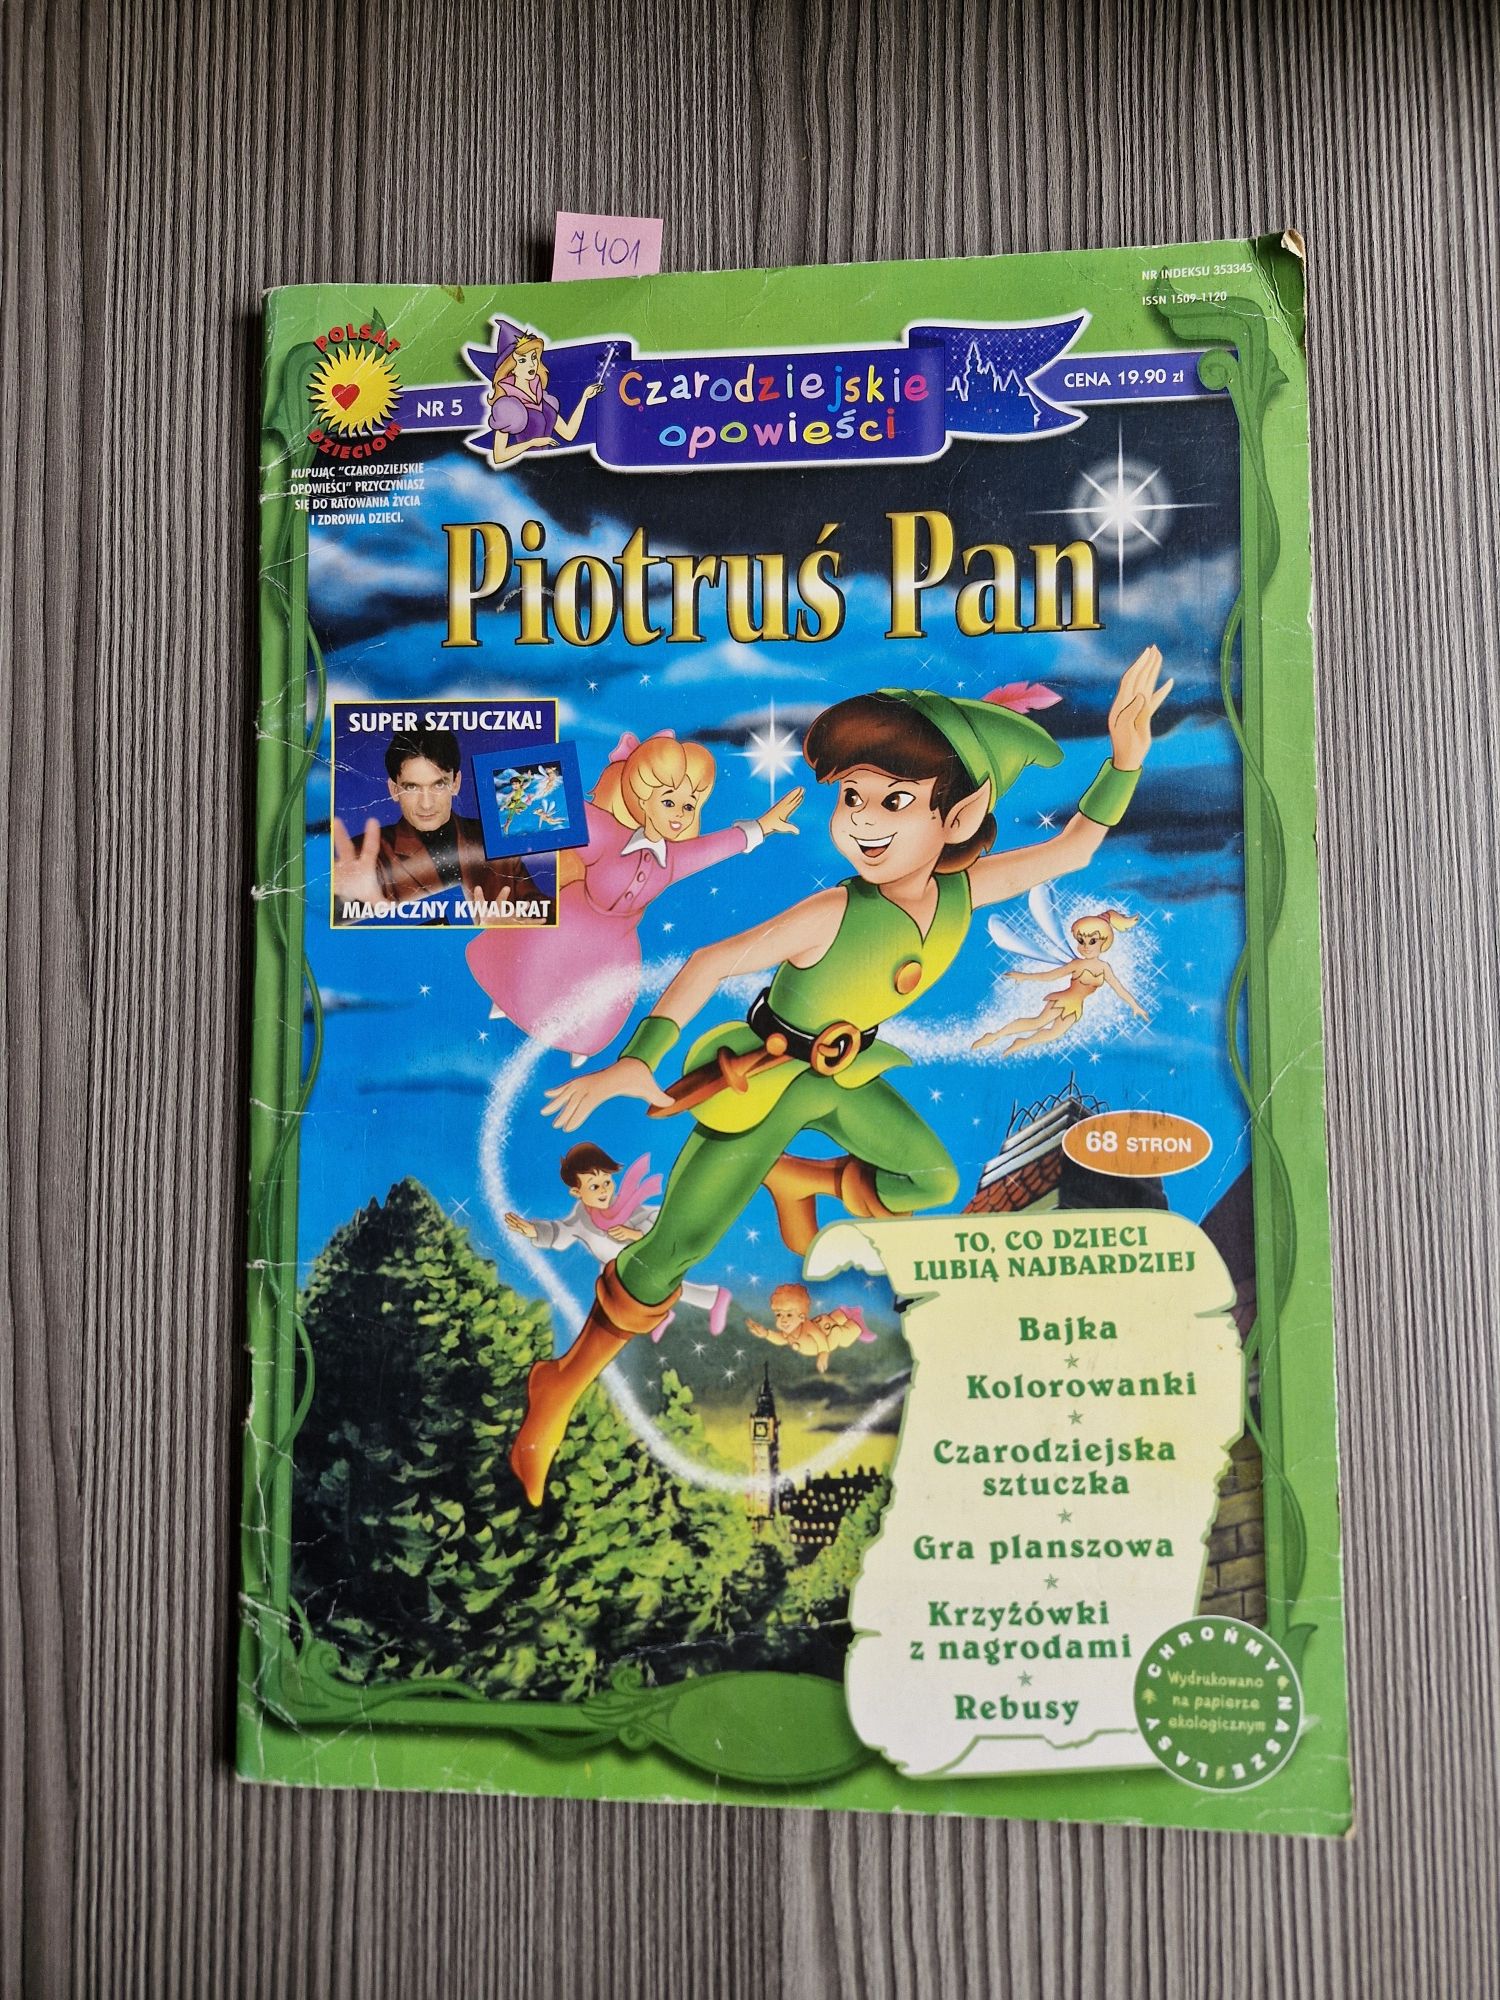 7401
NR INDEKSU 353345
ISSN 1509-1120
POLSAT
DZIECIOM
NR 5
Czarodziejskie
opowieści
CENA 19.90 zł
KUPUJĄC "CZARODZIEJSKIE
OPOWIEŚCI" PRZYCZYNIASZ
SIĘ DO RATOWANIA ŻYCIA
I ZDROWIA DZIECI.
Piotruś Pan
SUPER SZTUCZKA!
MAGICZNY KWADRAT
68 STRON
TO, CO DZIECI
LUBIĄ NAJBARDZIEJ
Bajka
Kolorowanki
Czarodziejska
sztuczka
Gra planszowa
Krzyżówki
z nagrodami
Rebusy
CHROŃMY NASZE LASY
Wydrukowano
na papierze
ekologicznym